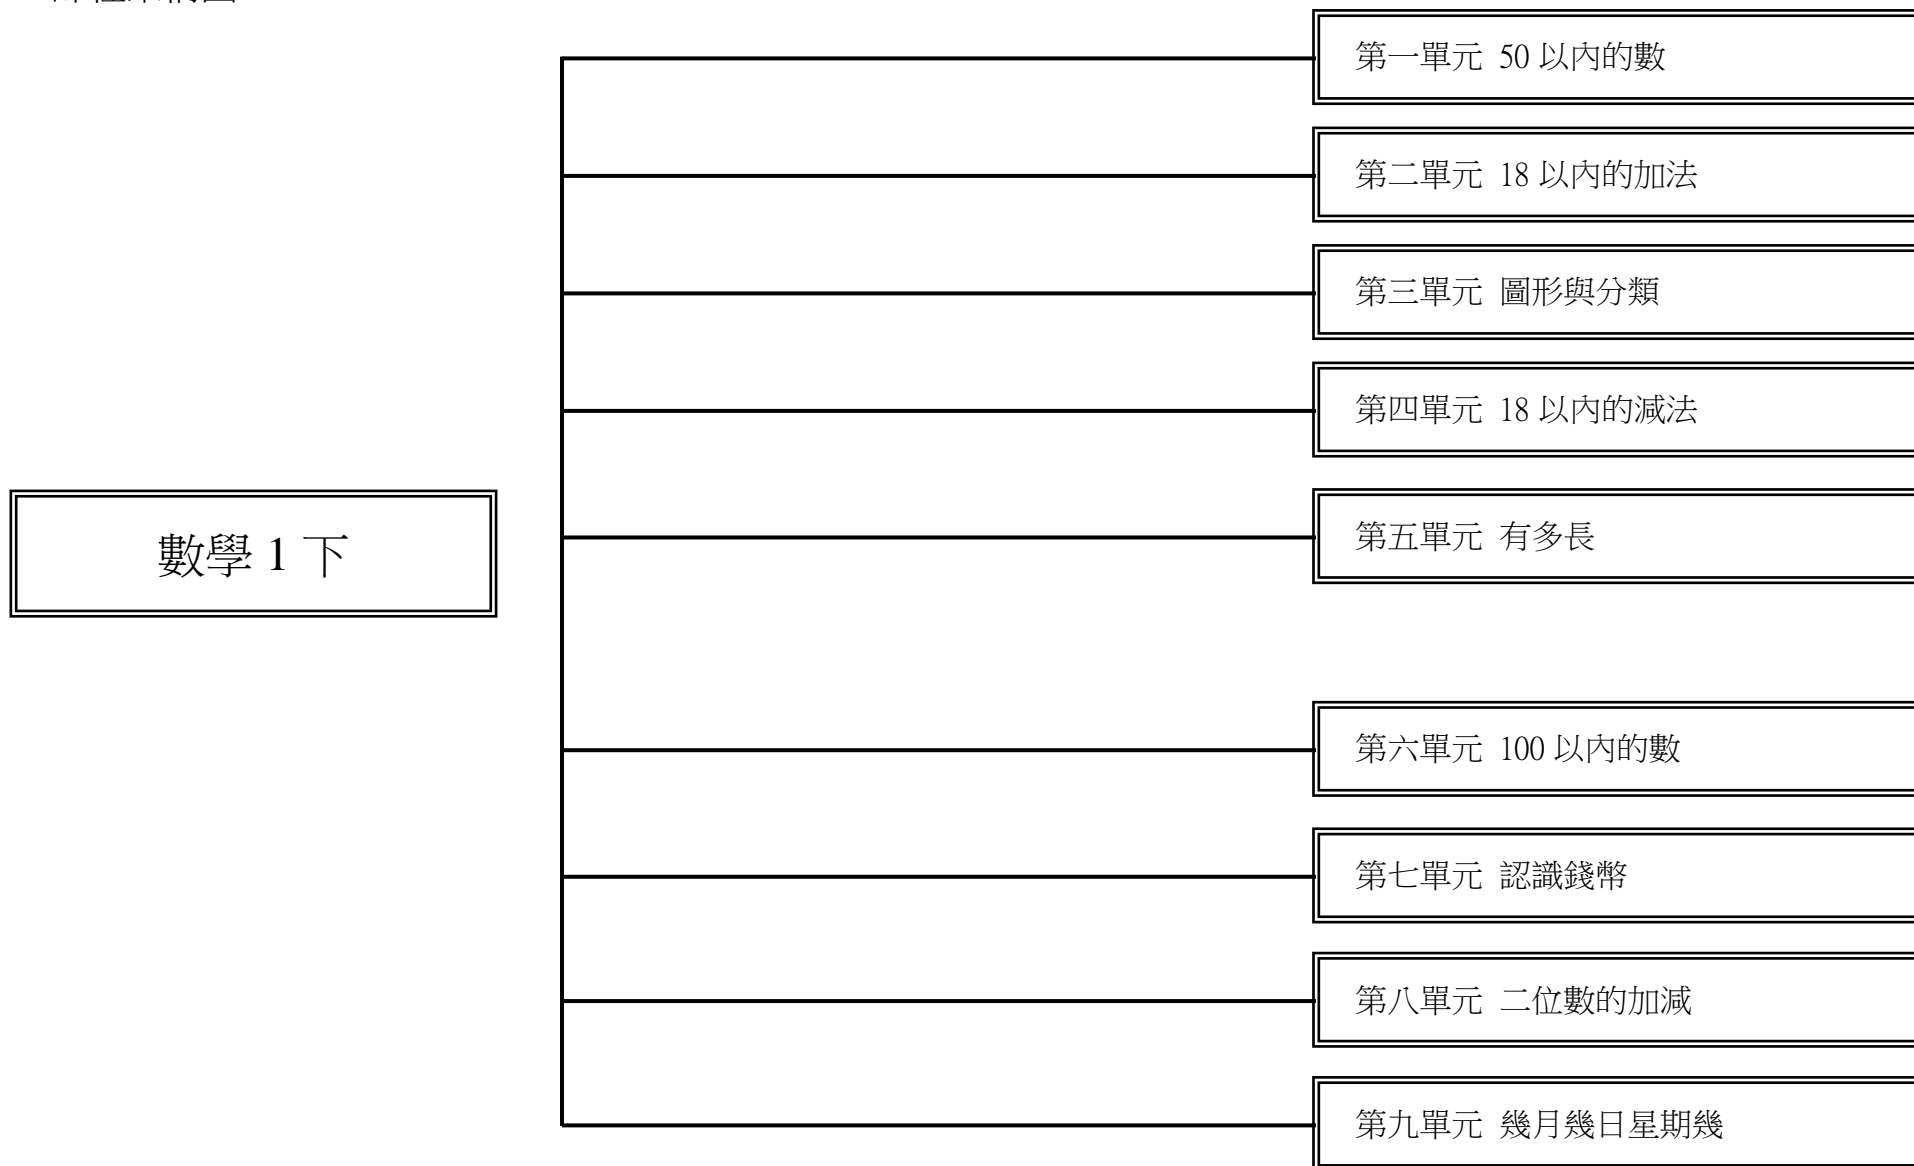 數學 1 下
第一單元 50 以內的數
第二單元 18 以內的加法
第三單元 圖形與分類
第四單元 18 以內的減法
第五單元 有多長
第六單元 100 以內的數
第七單元 認識錢幣
第八單元 二位數的加減
第九單元 幾月幾日星期幾